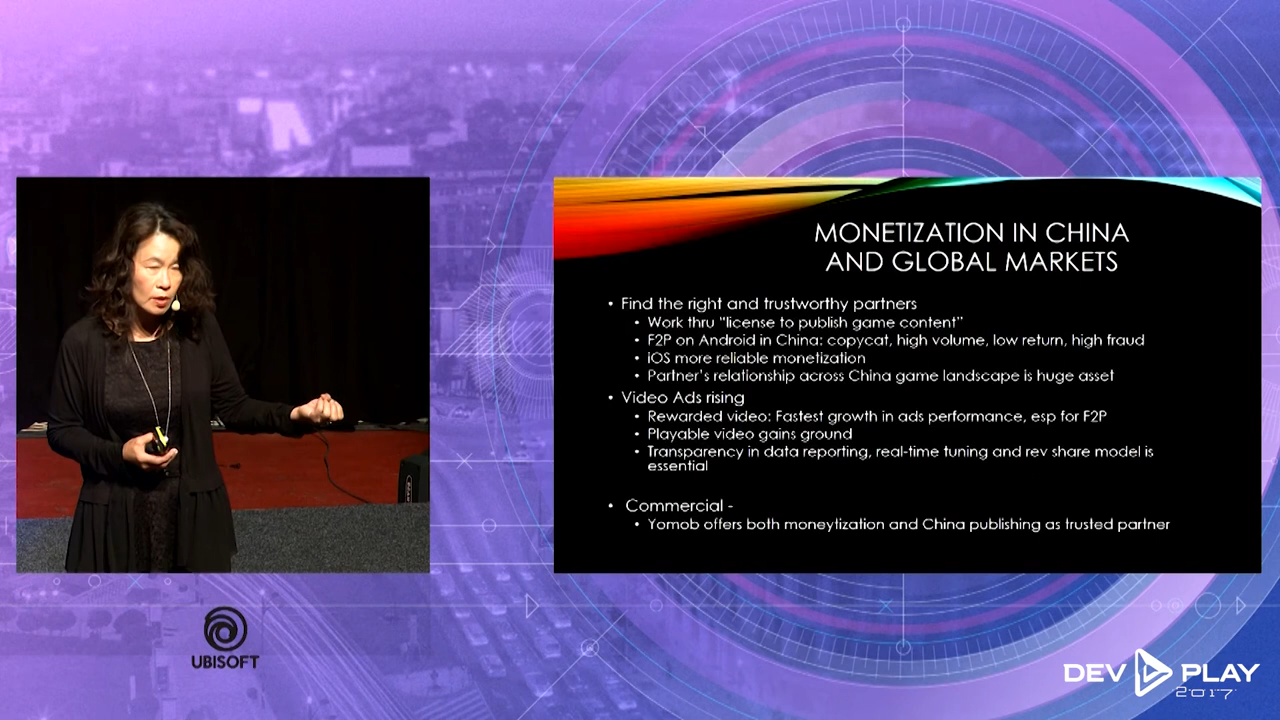 MONETIZATION IN CHINA
AND GLOBAL MARKETS
• Find the right and trustworthy partners
• Work thru "license to publish game content"
• F2P on Android in China: copycat, high volume, low return, high fraud
• iOS more reliable monetization
• Partner's relationship across China game landscape is huge asset
• Video Ads rising
• Rewarded video: Fastest growth in ads performance, esp for F2P
• Playable video gains ground
• Transparency in data reporting, real-time tuning and rev share model is
essential
• Commercial -
• Yomob offers both moneytization and China publishing as trusted partner
UBISOFT
DEV PLAY
2017